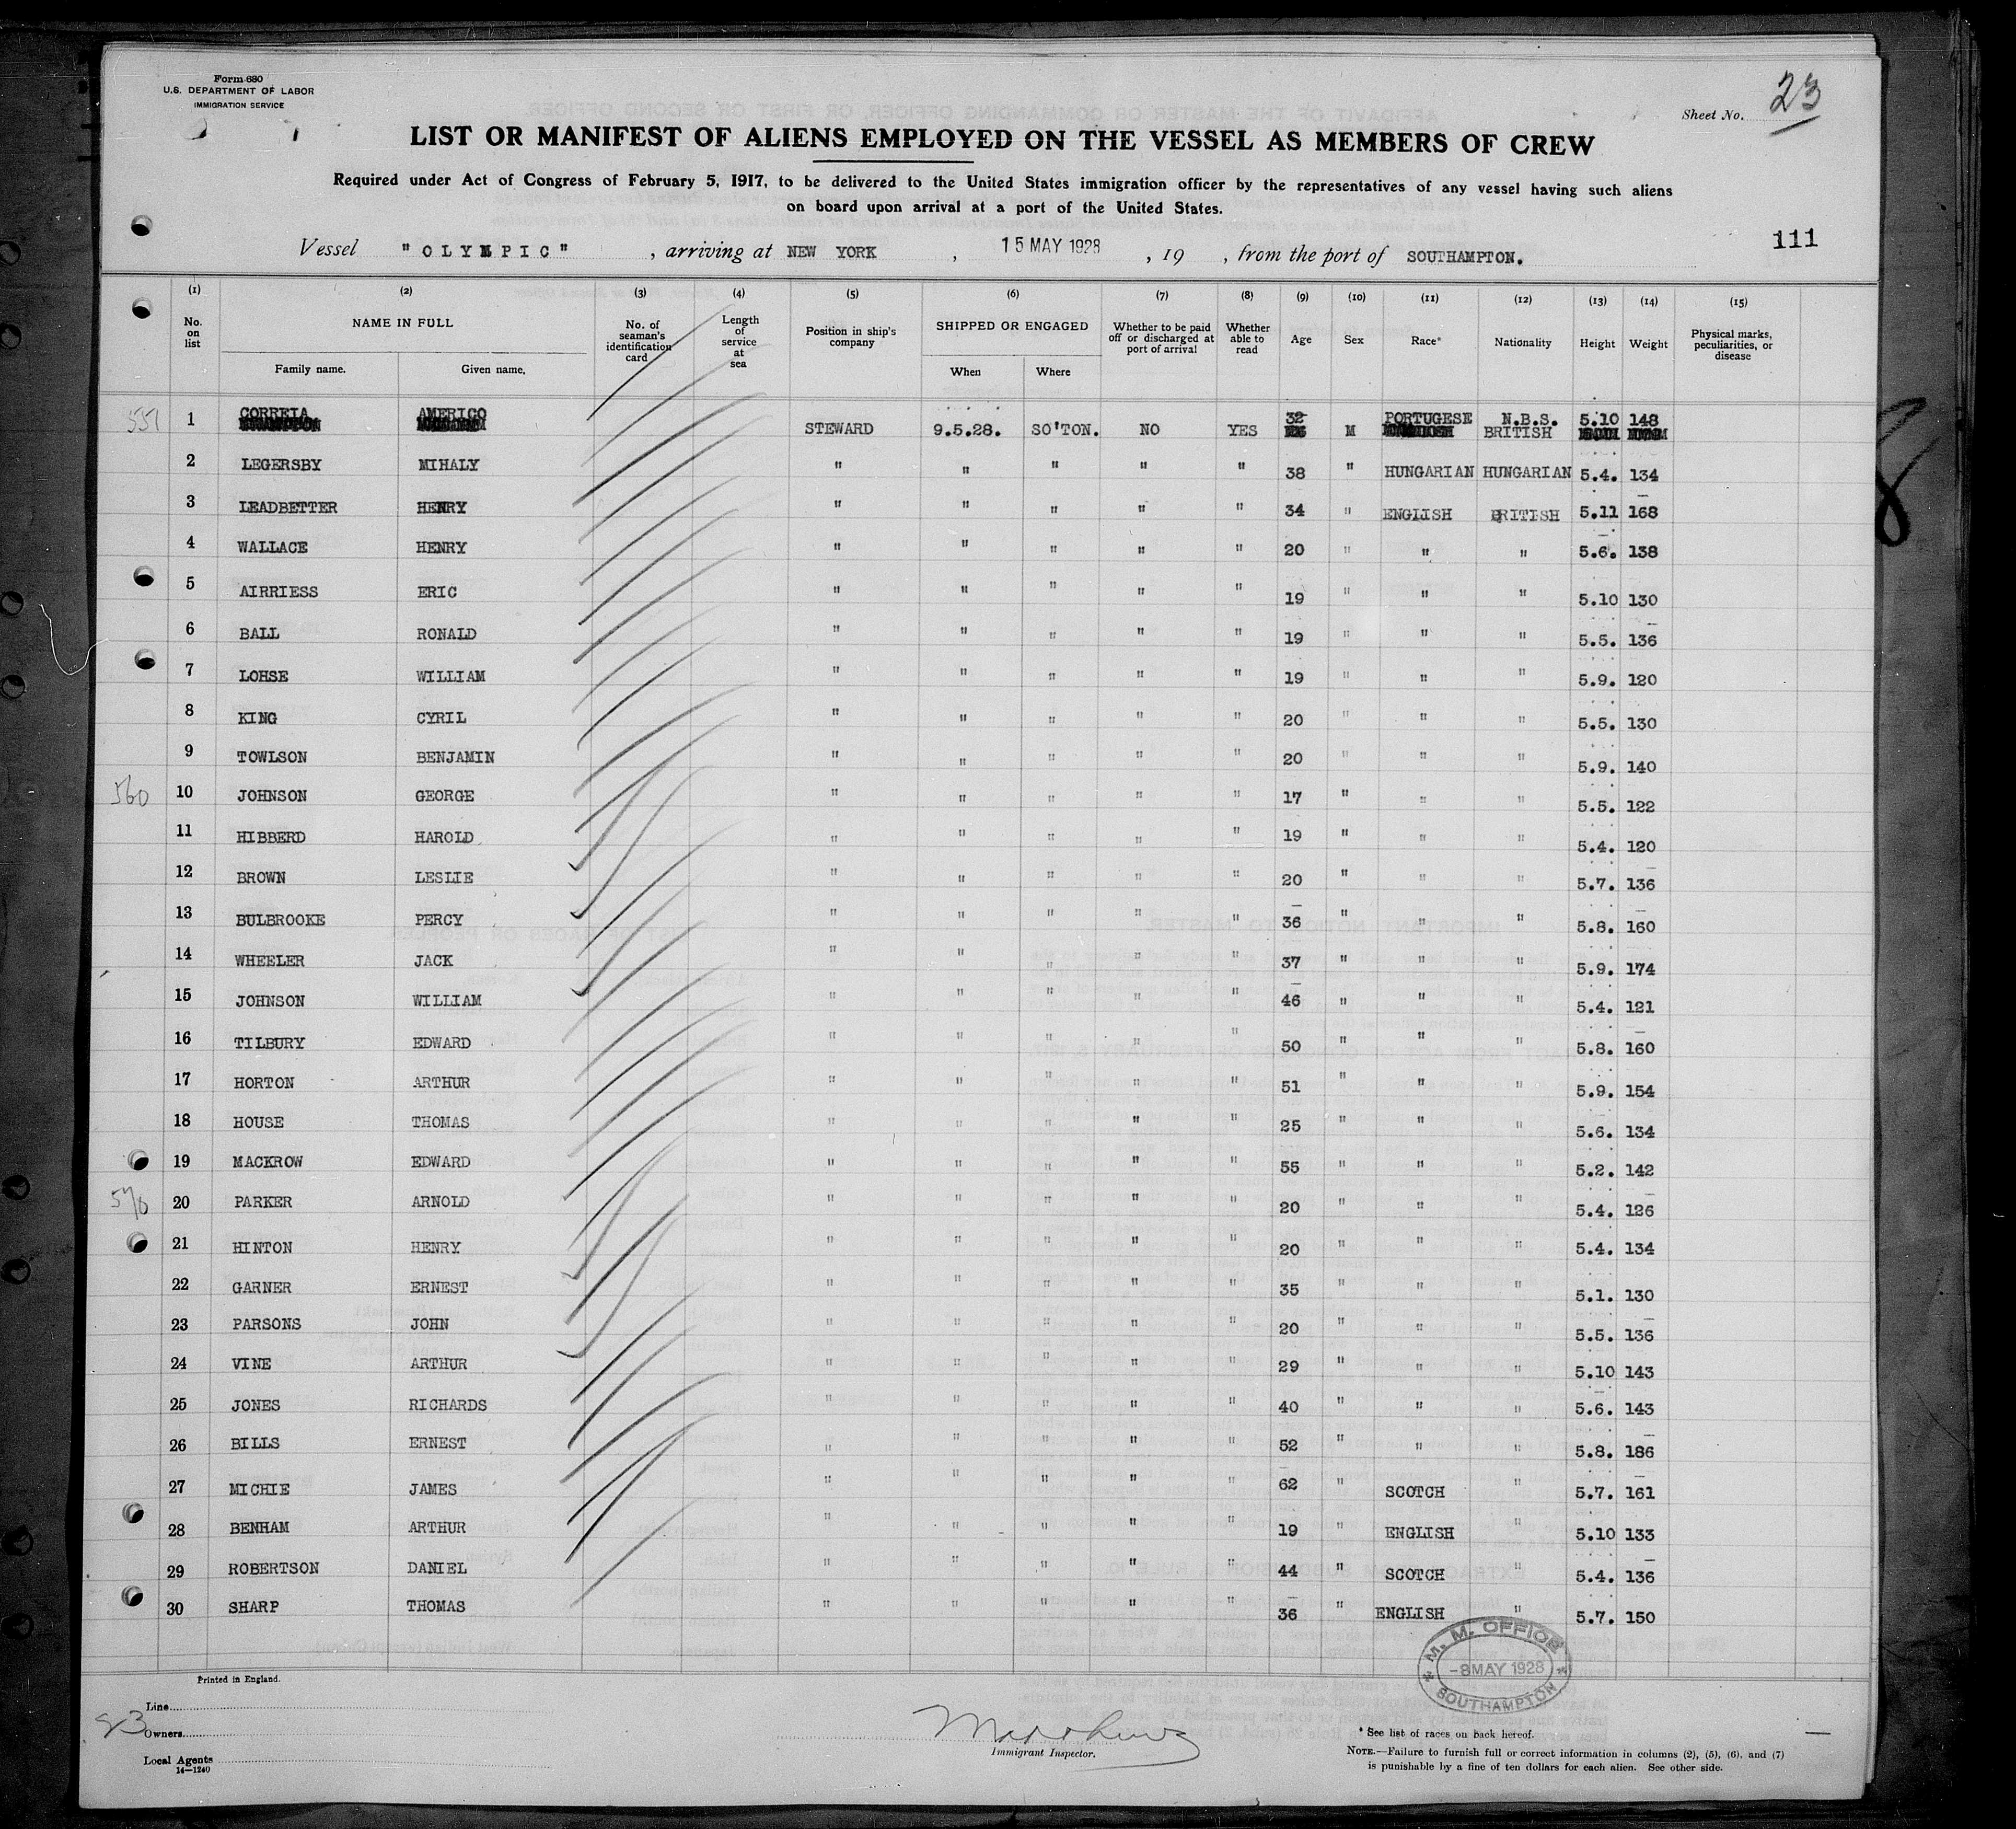 Form 680
U.S. DEPARTMENT OF LABOR
IMMIGRATION SERVICE
Sheet No. 23
LIST OR MANIFEST OF ALIENS EMPLOYED ON THE VESSEL AS MEMBERS OF CREW
Required under Act of Congress of February 5, 1917, to be delivered to the United States immigration officer by the representatives of any vessel having such aliens
on board upon arrival at a port of the United States.
111
Vessel "OLYMPIC" , arriving at NEW YORK , 15 MAY 1928 , 19 , from the port of SOUTHAMPTON.
(1) (2) (3) (4) (5) (6) (7) (8) (9) (10) (11) (12) (13) (14) (15)
No. on list NAME IN FULL Family name. Given name. No. of seaman's identification card Length of service at sea Position in ship's company SHIPPED OR ENGAGED When Where Whether to be paid off or discharged at port of arrival Whether able to read Age Sex Race* Nationality Height Weight Physical marks, peculiarities, or disease
551 1 CORREIA AMERICO STEWARD 9.5.28. SO'TON. NO YES 32 M PORTUGESE N.B.S. BRITISH 5.10 148
2 LEGERSBY MIHALY " " " " " 38 " HUNGARIAN HUNGARIAN 5.4. 134
3 LEADBETTER HENRY " " " " " 34 " ENGLISH BRITISH 5.11 168
4 WALLACE HENRY " " " " " 20 " " " 5.6. 138
5 AIRRIESS ERIC " " " " " 19 " " " 5.10 130
6 BALL RONALD " " " " " 19 " " " 5.5. 136
7 LOHSE WILLIAM " " " " " 19 " " " 5.9. 120
8 KING CYRIL " " " " " 20 " " " 5.5. 130
9 TOWLSON BENJAMIN " " " " " 20 " " " 5.9. 140
560 10 JOHNSON GEORGE " " " " " 17 " " " 5.5. 122
11 HIBBERD HAROLD " " " " " 19 " " " 5.4. 120
12 BROWN LESLIE " " " " " 20 " " " 5.7. 136
13 BULBROOKE PERCY " " " " " 36 " " " 5.8. 160
14 WHEELER JACK " " " " " 37 " " " 5.9. 174
15 JOHNSON WILLIAM " " " " " 46 " " " 5.4. 121
16 TILBURY EDWARD " " " " " 50 " " " 5.8. 160
17 HORTON ARTHUR " " " " " 51 " " " 5.9. 154
18 HOUSE THOMAS " " " " " 25 " " " 5.6. 134
19 MACKROW EDWARD " " " " " 55 " " " 5.2. 142
570 20 PARKER ARNOLD " " " " " 20 " " " 5.4. 126
21 HINTON HENRY " " " " " 20 " " " 5.4. 134
22 GARNER ERNEST " " " " " 35 " " " 5.1. 130
23 PARSONS JOHN " " " " " 20 " " " 5.5. 136
24 VINE ARTHUR " " " " " 29 " " " 5.10 143
25 JONES RICHARDS " " " " " 40 " " " 5.6. 143
26 BILLS ERNEST " " " " " 52 " " " 5.8. 186
27 MICHIE JAMES " " " " " 62 " SCOTCH " 5.7. 161
28 BENHAM ARTHUR " " " " " 19 " ENGLISH " 5.10 133
29 ROBERTSON DANIEL " " " " " 44 " SCOTCH " 5.4. 136
30 SHARP THOMAS " " " " " 36 " ENGLISH " 5.7. 150
M. M. OFFICE
-8 MAY 1928
SOUTHAMPTON
Printed in England.
Line
Owners
Local Agents
14—1240
Immigrant Inspector.
* See list of races on back hereof.
NOTE.—Failure to furnish full or correct information in columns (2), (5), (6), and (7)
is punishable by a fine of ten dollars for each alien. See other side.